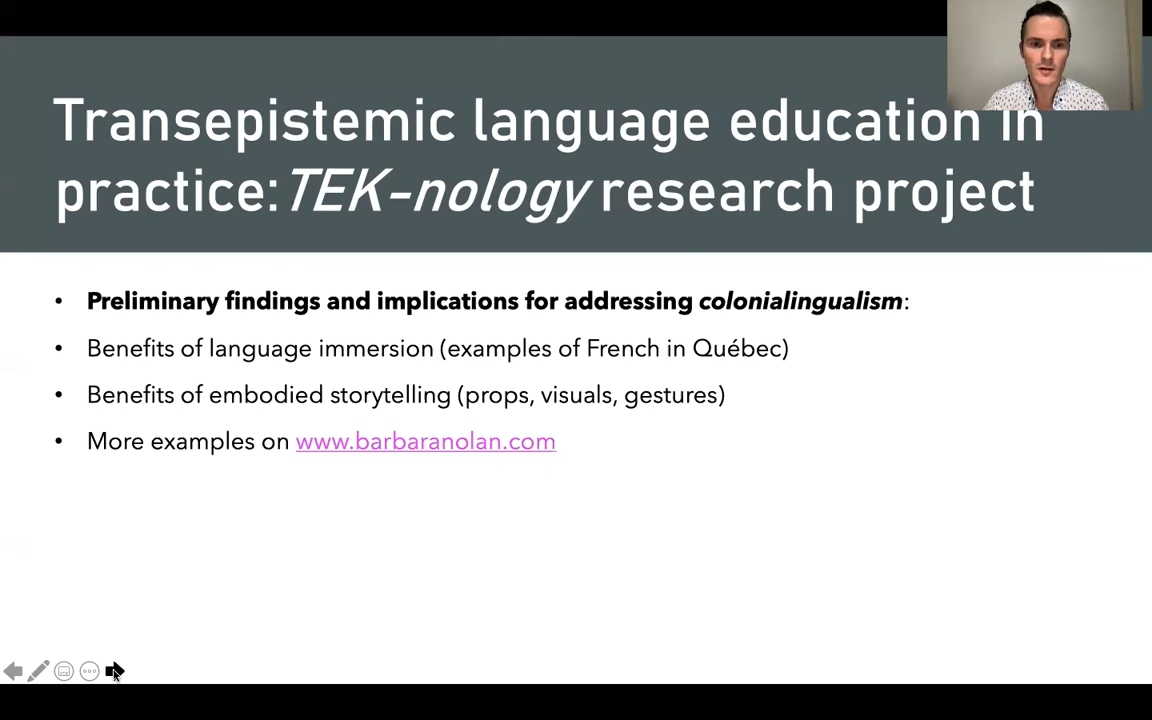 Transepistemic language education in
practice: TEK-nology research project
• Preliminary findings and implications for addressing colonialingualism:
• Benefits of language immersion (examples of French in Québec)
• Benefits of embodied storytelling (props, visuals, gestures)
• More examples on www.barbaranolan.com